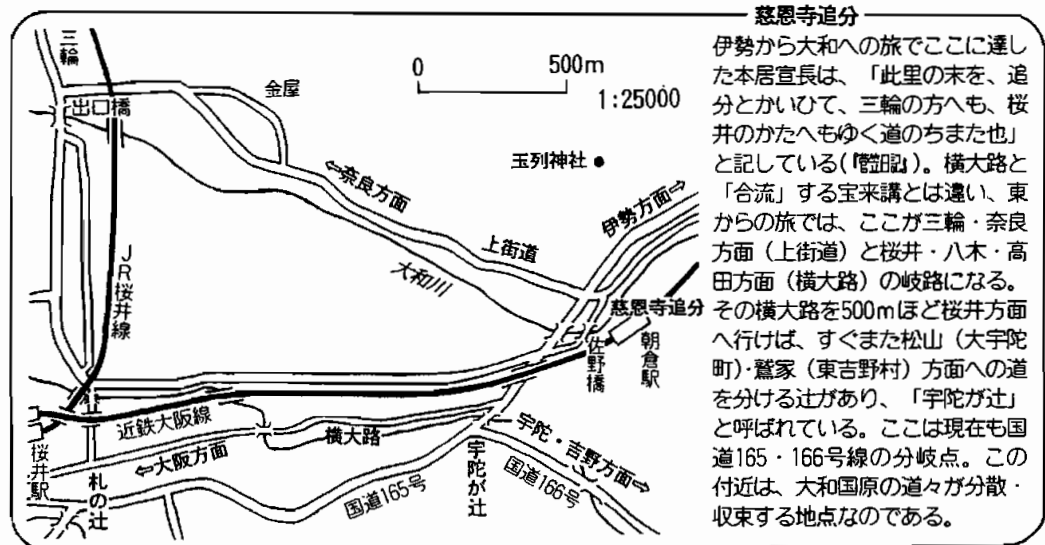 慈恩寺追分
伊勢から大和への旅でここに達し
た本居宣長は、「此里の末を、追
分とかいひて、三輪の方へも、桜
井のかたへもゆく道のちまた也」
と記している(『菅笠日記』)。横大路と
「合流」する宝来講とは違い、東
からの旅では、ここが三輪・奈良
方面(上街道)と桜井・八木・高
田方面(横大路)の岐路になる。
その横大路を500mほど桜井方面
へ行けば、すぐまた松山(大宇陀
町)・鷲家(東吉野村)方面への道
を分ける辻があり、「宇陀が辻」
と呼ばれている。ここは現在も国
道165・166号線の分岐点。この
付近は、大和国原の道々が分散・
収束する地点なのである。
三輪
金屋
0 500m
1:25000
出口橋
玉列神社
←奈良方面
伊勢方面→
上街道
大和川
JR桜井線
慈恩寺追分
佐野橋
朝倉駅
近鉄大阪線
横大路
←大阪方面
宇陀・吉野方面→
桜井駅
札の辻
国道165号
宇陀が辻
国道166号